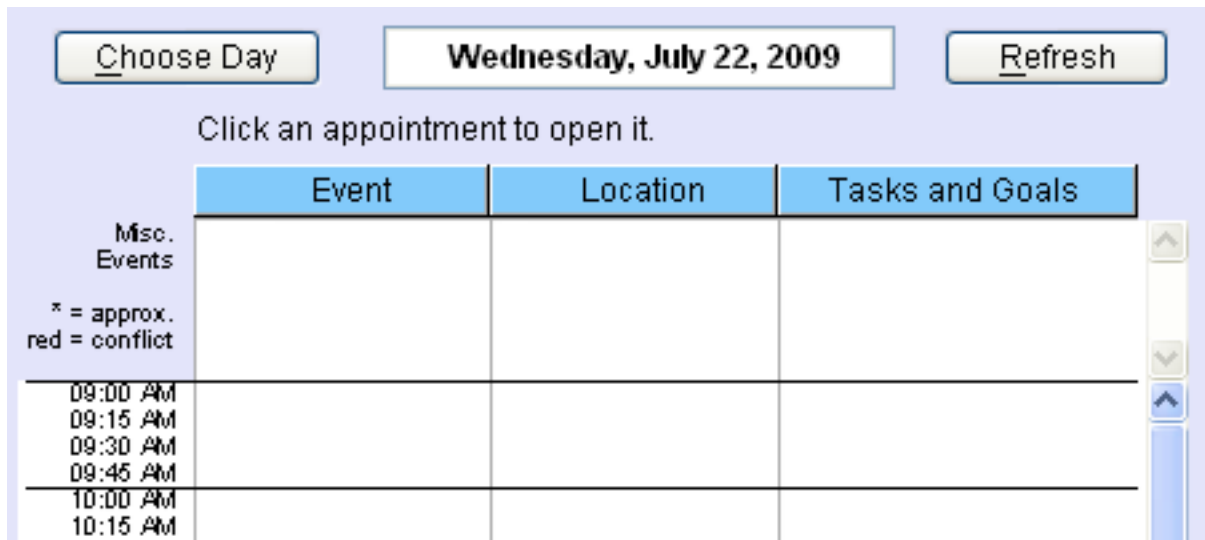 Choose Day
Wednesday, July 22, 2009
Refresh
Click an appointment to open it.
Event
Location
Tasks and Goals
Misc.
Events
* = approx.
red = conflict
09:00 AM
09:15 AM
09:30 AM
09:45 AM
10:00 AM
10:15 AM